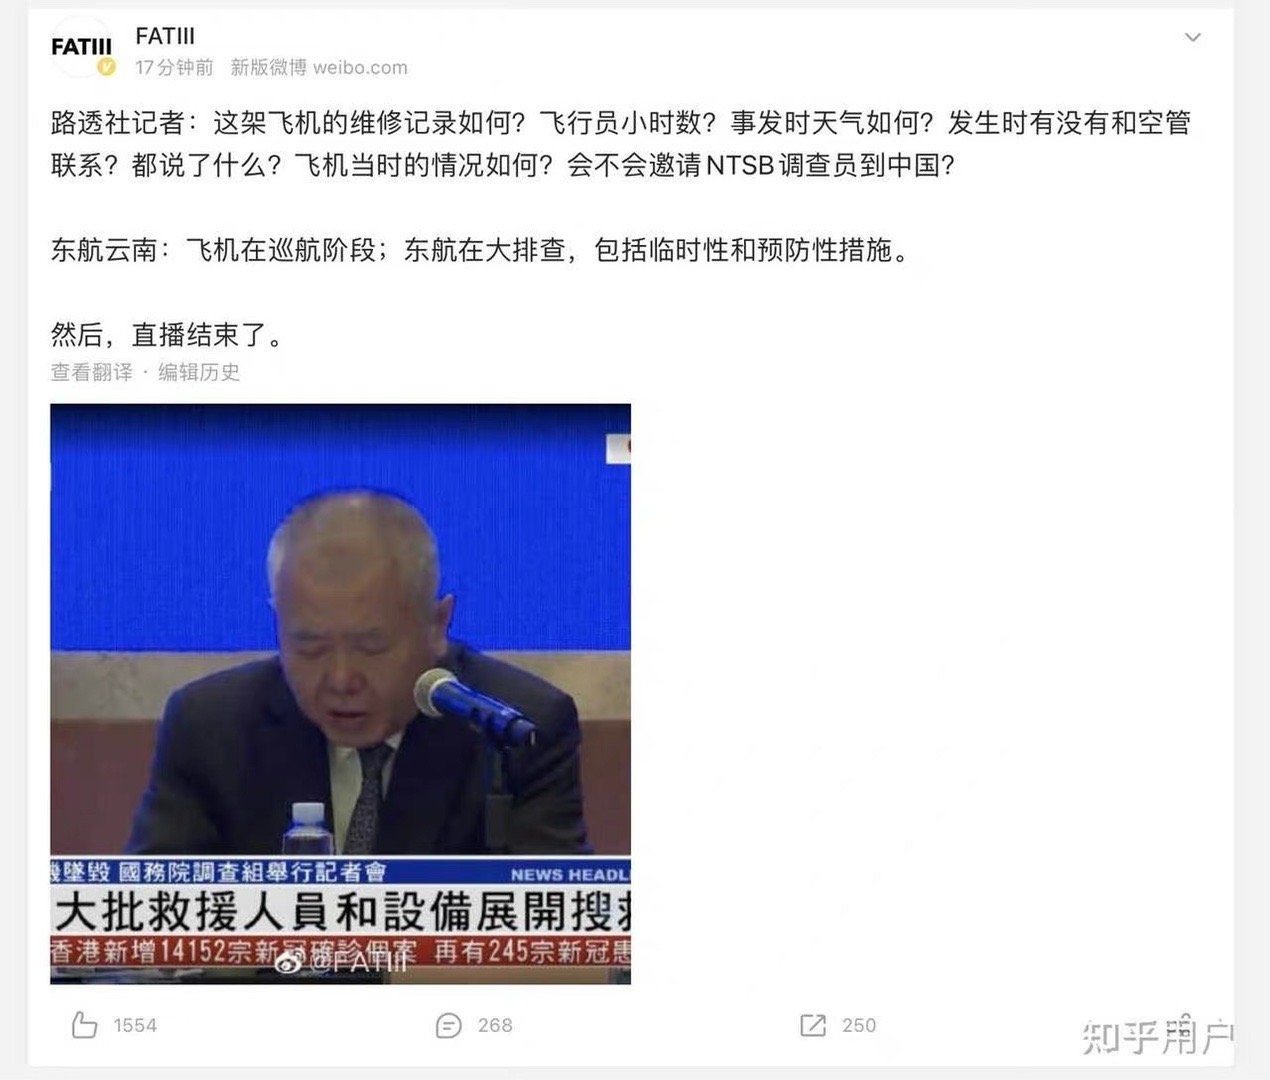 FATIII
FATIII
17分钟前 新版微博 weibo.com
路透社记者：这架飞机的维修记录如何？飞行员小时数？事发时天气如何？发生时有没有和空管
联系？都说了什么？飞机当时的情况如何？会不会邀请NTSB调查员到中国？
东航云南：飞机在巡航阶段；东航在大排查，包括临时性和预防性措施。
然后，直播结束了。
查看翻译 · 编辑历史
墜毀 國務院調查組舉行記者會 NEWS HEADL
大批救援人員和設備展開搜
香港新增14152宗新冠確診個案 再有245宗新冠患
@FATIII
1554 268 250
知乎用户